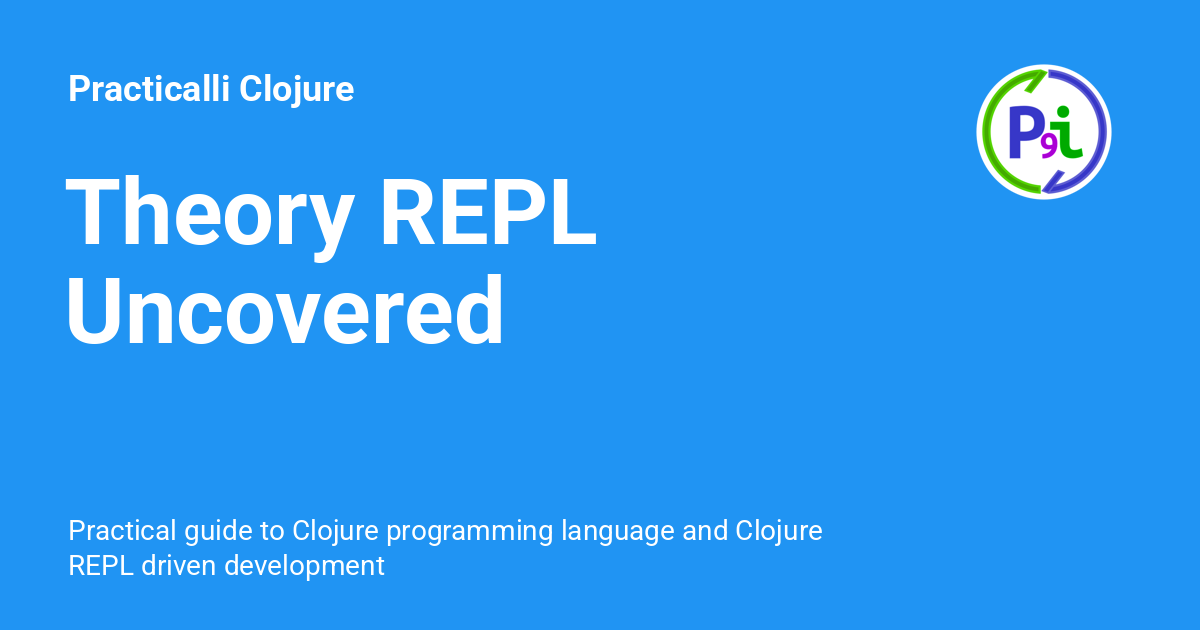 Practicalli Clojure
P9i
Theory REPL
Uncovered
Practical guide to Clojure programming language and Clojure
REPL driven development